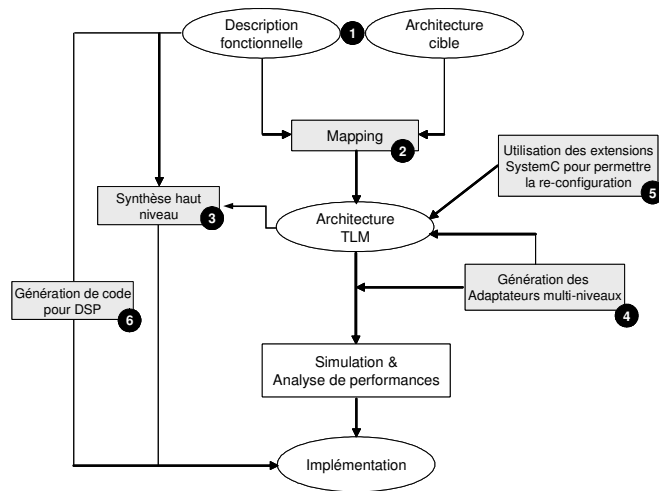 Description
fonctionnelle
1
Architecture
cible
Mapping
2
Utilisation des extensions
SystemC pour permettre
la re-configuration
5
Synthèse haut
niveau
3
Architecture
TLM
Génération de code
pour DSP
6
Génération des
Adaptateurs multi-niveaux
4
Simulation &
Analyse de performances
Implémentation